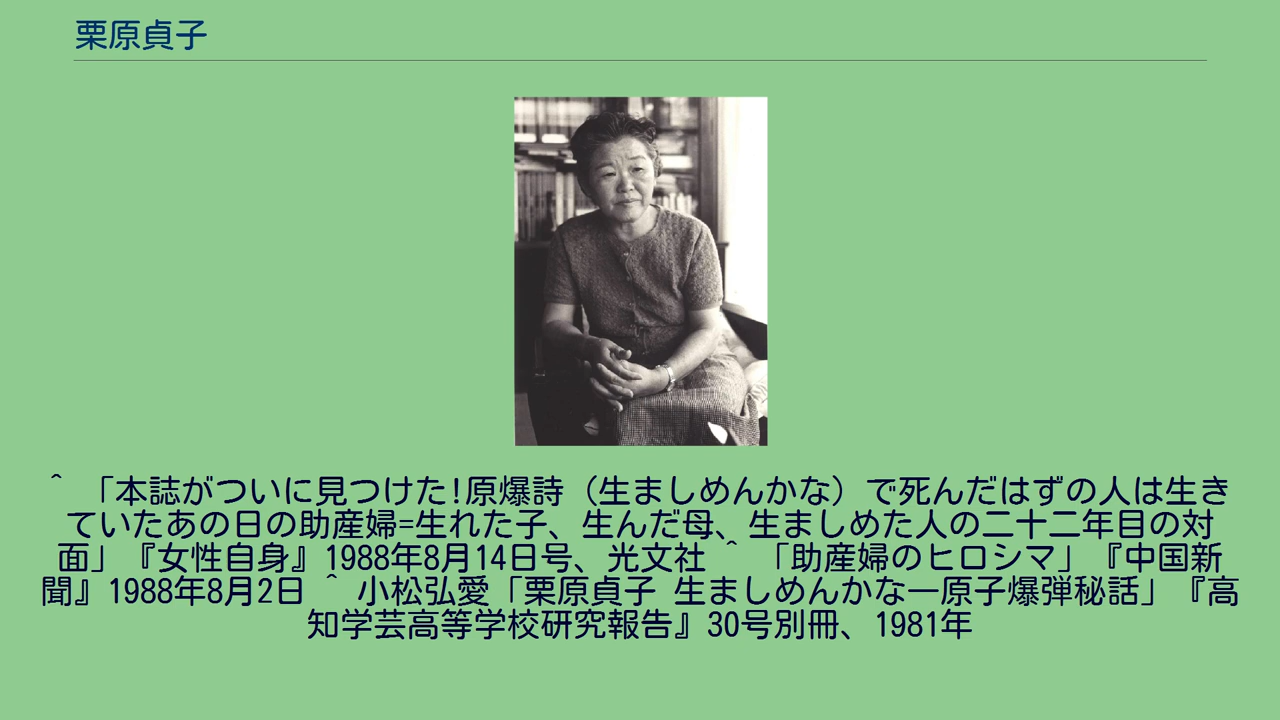 栗原貞子
^ 「本誌がついに見つけた!原爆詩（生ましめんかな）で死んだはずの人は生き
ていたあの日の助産婦=生れた子、生んだ母、生ましめた人の二十二年目の対
面」『女性自身』1988年8月14日号、光文社 ^ 「助産婦のヒロシマ」『中国新
聞』1988年8月2日 ^ 小松弘愛「栗原貞子 生ましめんかな―原子爆弾秘話」『高
知学芸高等学校研究報告』30号別冊、1981年